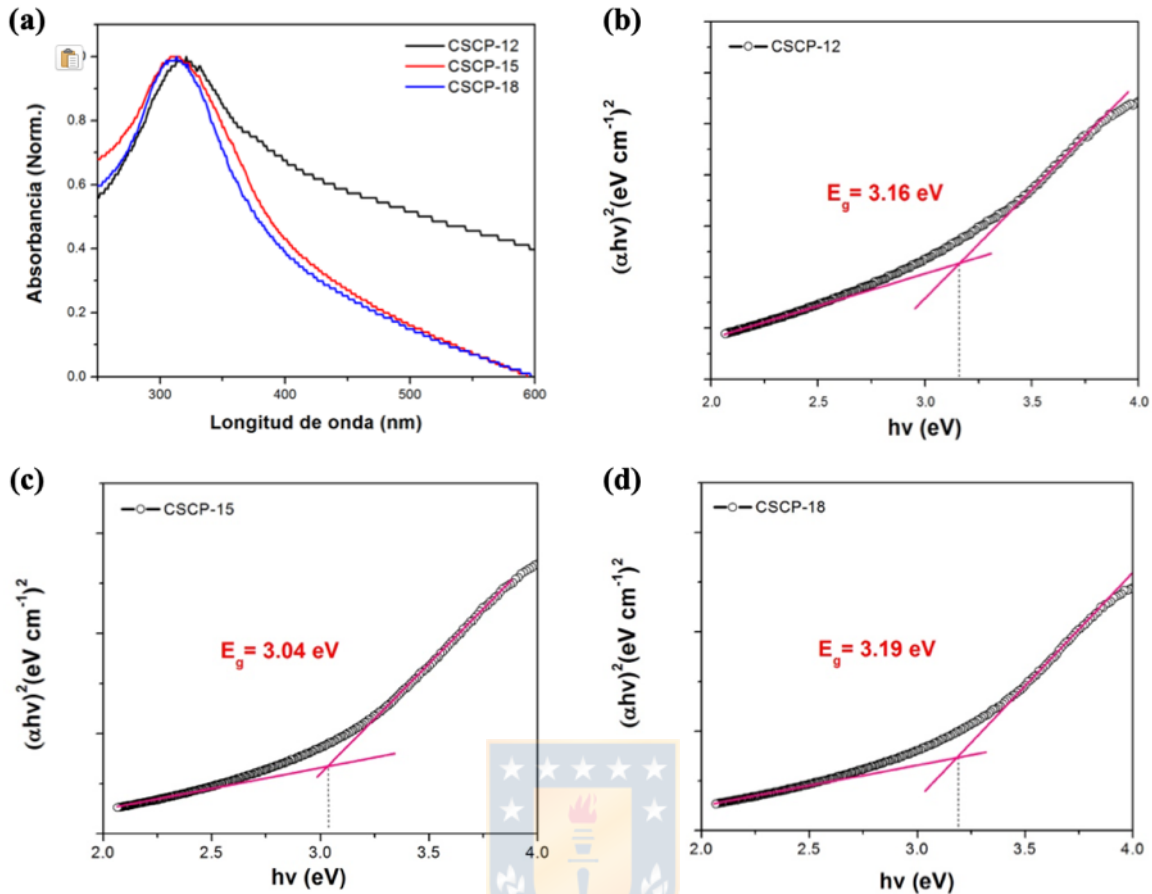 (a)
CSCP-12
CSCP-15
CSCP-18
Absorbancia (Norm.)
1.0
0.8
0.6
0.4
0.2
0.0
300
400
500
600
Longitud de onda (nm)
(b)
CSCP-12
(αhν)²(eV cm⁻¹)²
E_g= 3.16 eV
2.0
2.5
3.0
3.5
4.0
hν (eV)
(c)
CSCP-15
(αhν)²(eV cm⁻¹)²
E_g= 3.04 eV
2.0
2.5
3.0
3.5
4.0
hν (eV)
(d)
CSCP-18
(αhν)²(eV cm⁻¹)²
E_g= 3.19 eV
2.0
2.5
3.0
3.5
4.0
hν (eV)